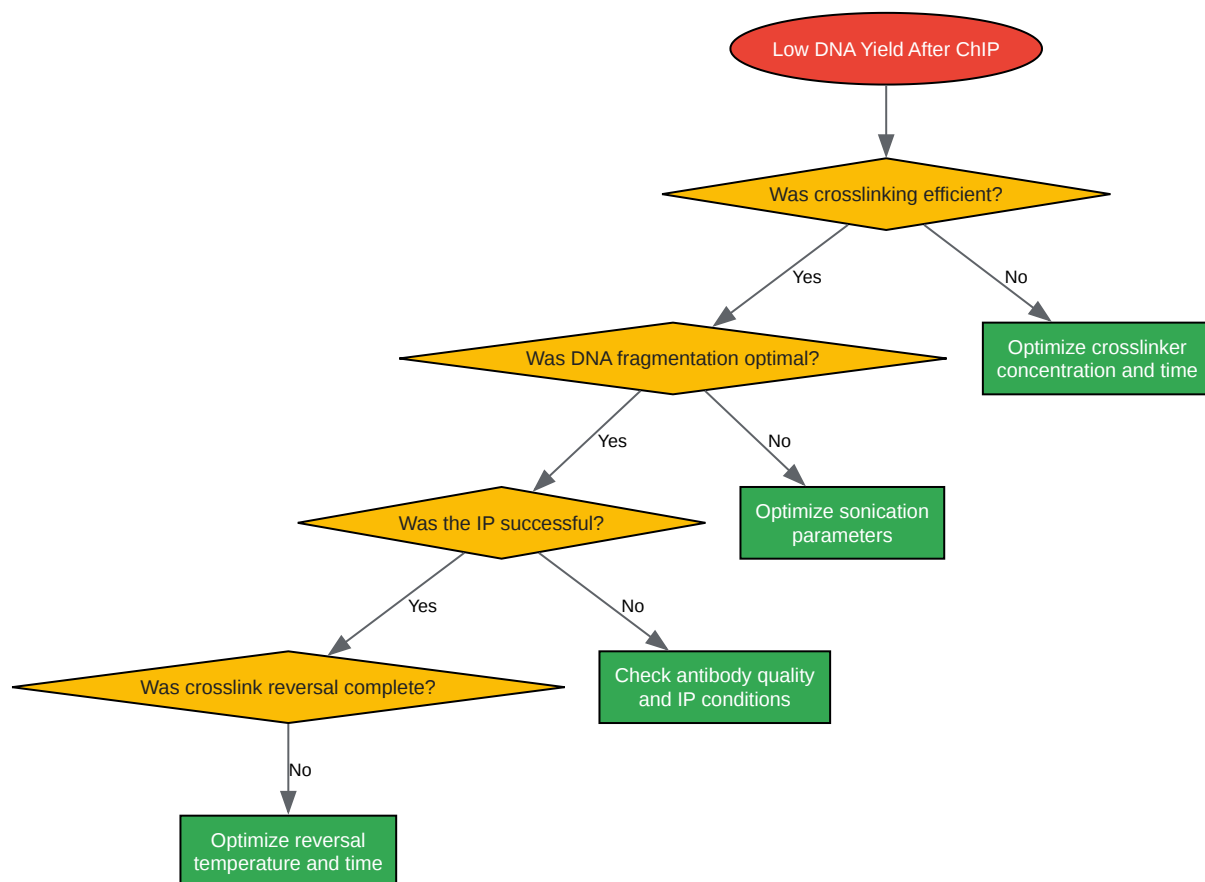 Low DNA Yield After ChIP
Was crosslinking efficient?
Yes
No
Was DNA fragmentation optimal?
Optimize crosslinker
concentration and time
Yes
No
Was the IP successful?
Optimize sonication
parameters
Yes
No
Was crosslink reversal complete?
Check antibody quality
and IP conditions
No
Optimize reversal
temperature and time